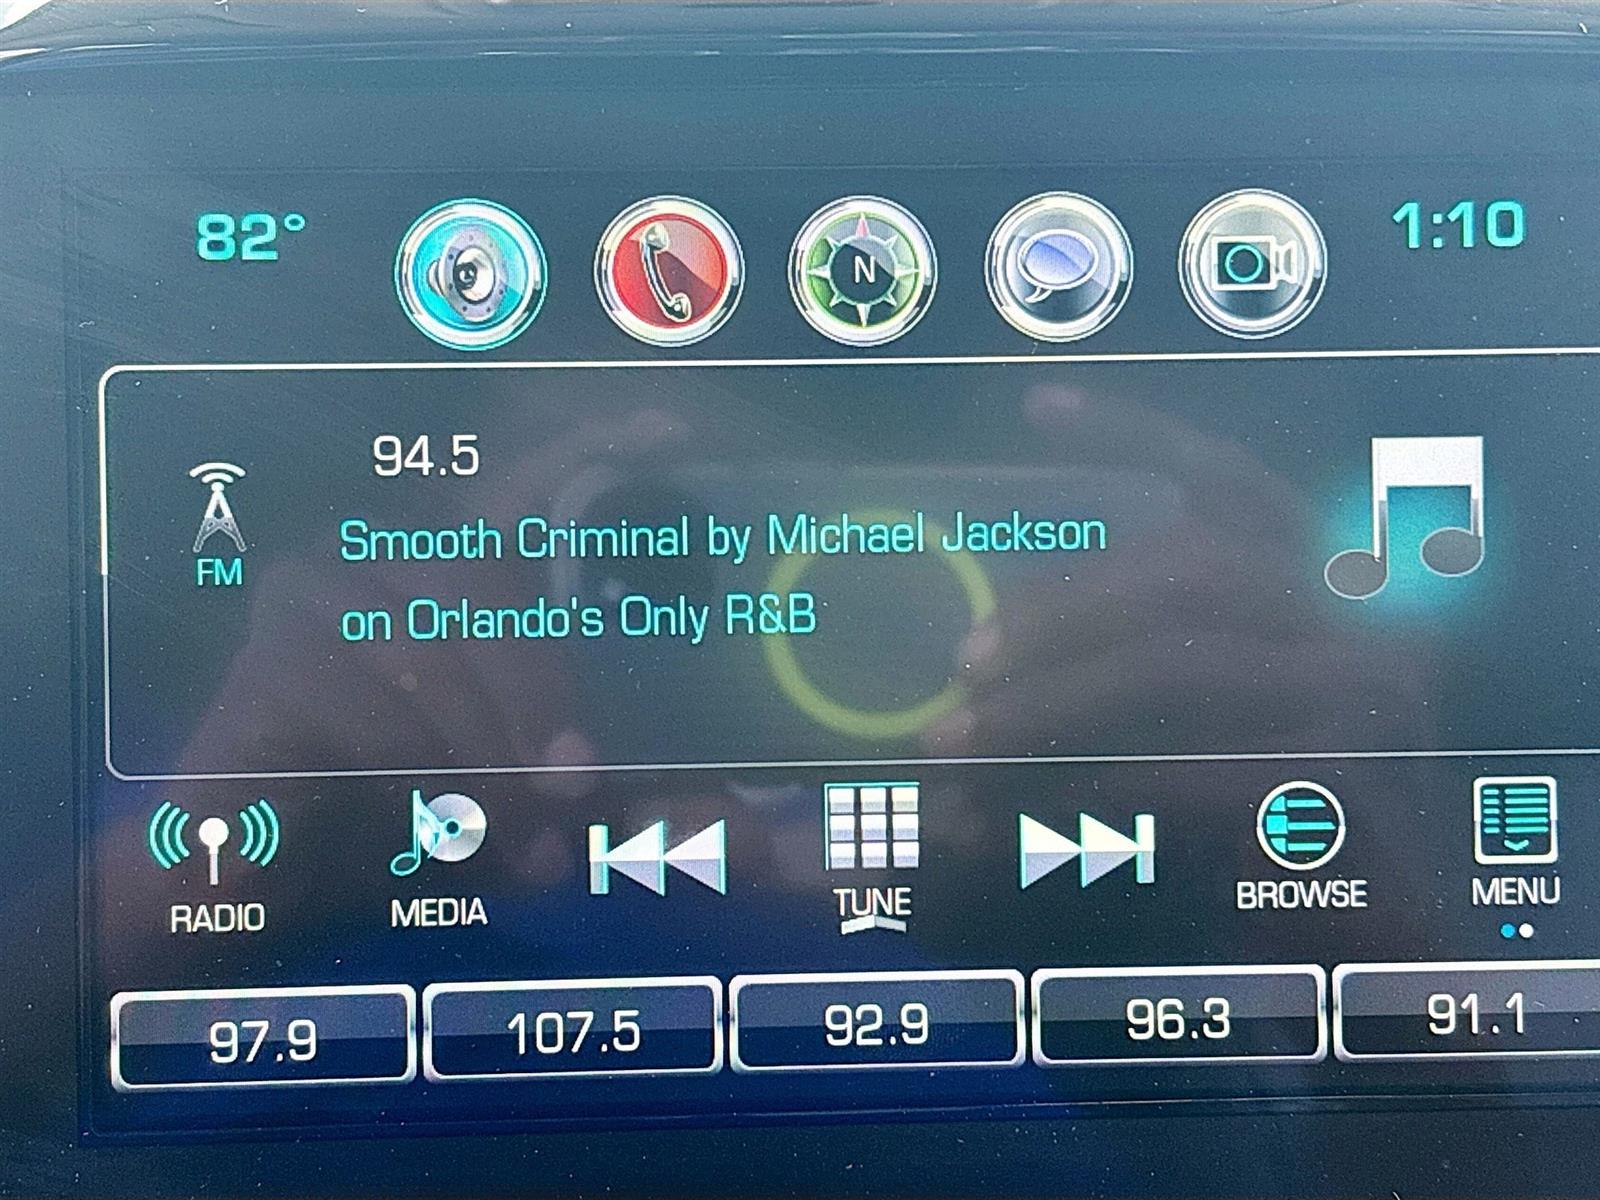 82°
N
1:10
94.5
FM
Smooth Criminal by Michael Jackson
on Orlando's Only R&B
RADIO
MEDIA
TUNE
BROWSE
MENU
97.9
107.5
92.9
96.3
91.1